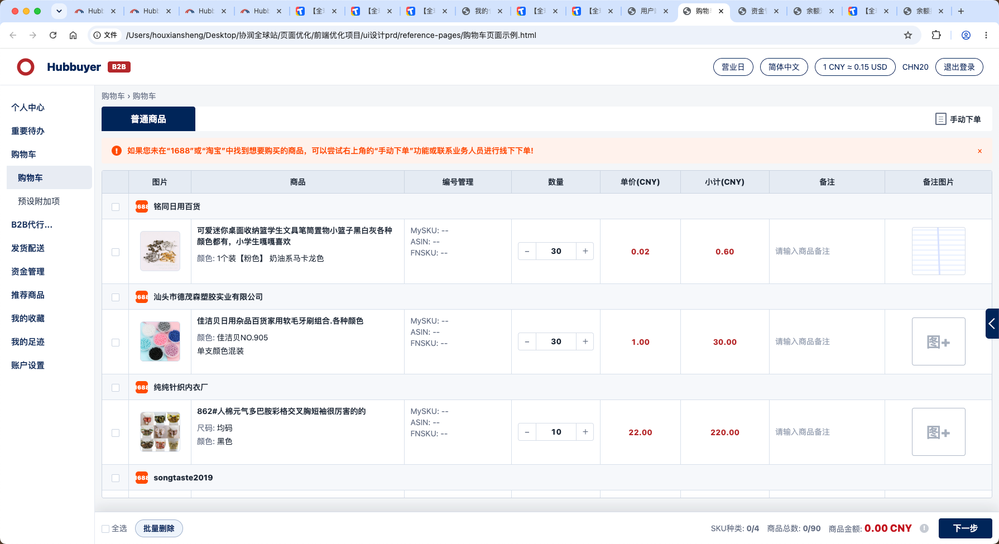 Hubb
Hubb
Hubb
Hubb
【全
【全
【全
我的
【全
【全
用户
购物
资金
余额
【全
余额
文件
/Users/houxiansheng/Desktop/协润全球站/页面优化/前端优化项目/ui设计prd/reference-pages/购物车页面示例.html
Hubbuyer B2B
营业日
简体中文
1 CNY ≈ 0.15 USD
CHN20
退出登录
个人中心
重要待办
购物车
购物车
预设附加项
B2B代行...
发货配送
资金管理
推荐商品
我的收藏
我的足迹
账户设置
购物车 › 购物车
普通商品
手动下单
如果您未在“1688”或“淘宝”中找到想要购买的商品，可以尝试右上角的“手动下单”功能或联系业务人员进行线下下单!
图片 商品 编号管理 数量 单价(CNY) 小计(CNY) 备注 备注图片
1688 铭同日用百货
可爱迷你桌面收纳篮学生文具笔筒置物小篮子黑白灰各种
颜色都有，小学生嘎嘎喜欢
颜色: 1个装【粉色】 奶油系马卡龙色
MySKU: --
ASIN: --
FNSKU: --
− 30 +
0.02
0.60
请输入商品备注
1688 汕头市德茂森塑胶实业有限公司
佳洁贝日用杂品百货家用软毛牙刷组合.各种颜色
颜色: 佳洁贝NO.905
单支颜色混装
MySKU: --
ASIN: --
FNSKU: --
− 30 +
1.00
30.00
请输入商品备注
图+
1688 纯纯针织内衣厂
862#人棉元气多巴胺彩格交叉胸短袖很厉害的的
尺码: 均码
颜色: 黑色
MySKU: --
ASIN: --
FNSKU: --
− 10 +
22.00
220.00
请输入商品备注
图+
1688 songtaste2019
全选
批量删除
SKU种类: 0/4 商品总数: 0/90 商品金额: 0.00 CNY
下一步